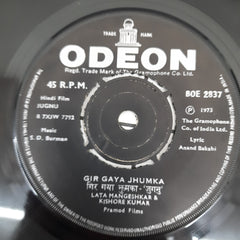 TRADE MARK
ODEON
Regd. Trade Mark of The Gramophone Co. Ltd.
45 R.P.M.
BOE 2837
Hindi Film
JUGNU
℗ 1973
The Gramophone
Co. of India Ltd.
Music
S. D. Burman
Lyric
Anand Bakshi
GIR GAYA JHUMKA
गिर गया झुमका -'जुगनू'
LATA MANGESHKAR &
KISHORE KUMAR
Pramod Films